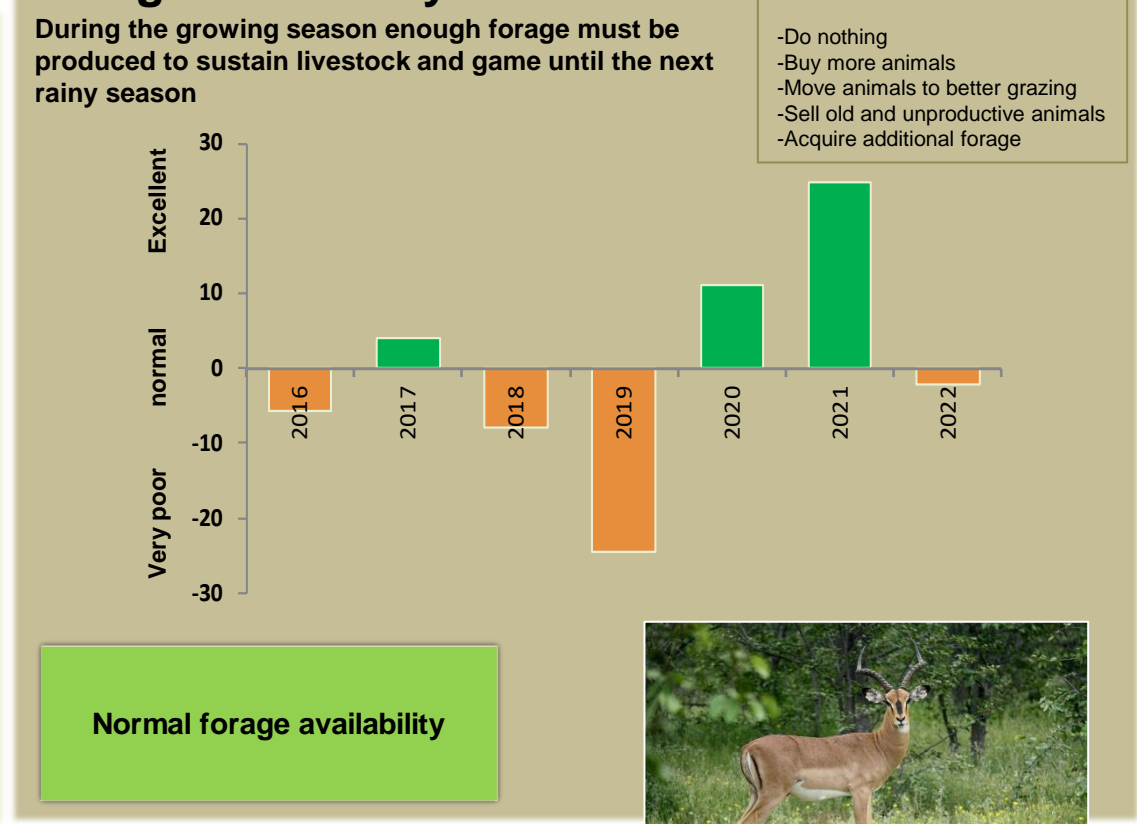 During the growing season enough forage must be
produced to sustain livestock and game until the next
rainy season
-Do nothing
-Buy more animals
-Move animals to better grazing
-Sell old and unproductive animals
-Acquire additional forage
Excellent
normal
Very poor
30
20
10
0
-10
-20
-30
2016
2017
2018
2019
2020
2021
2022
Normal forage availability